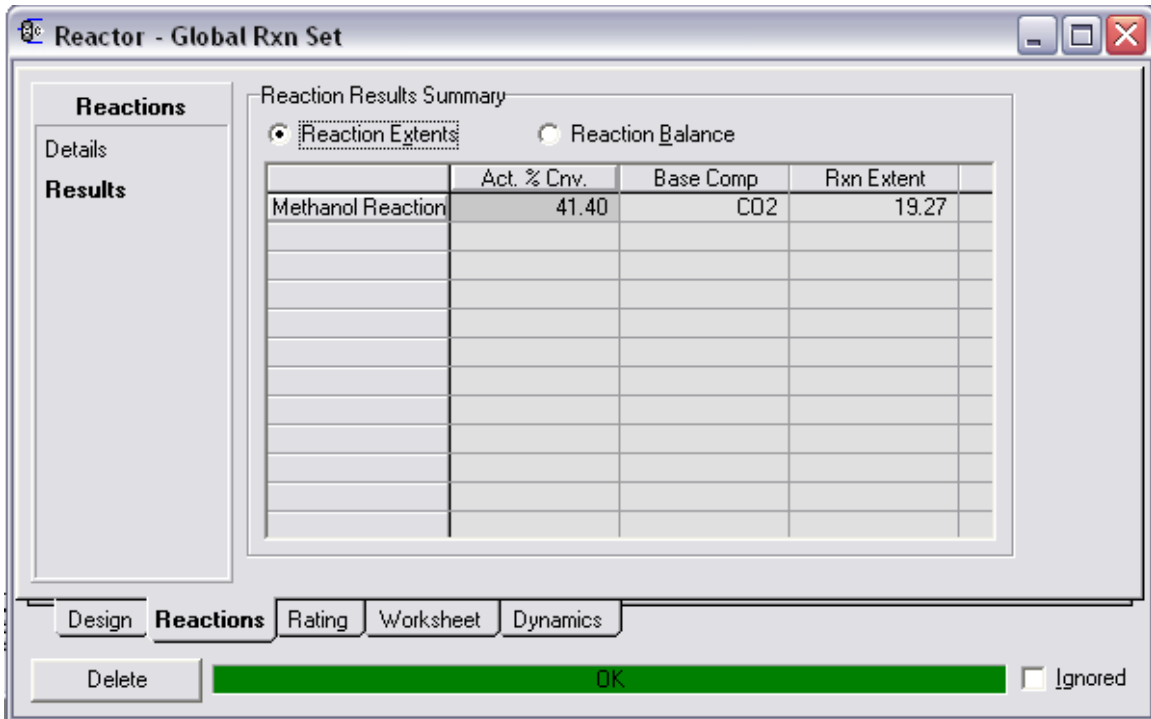 Reactor - Global Rxn Set
Reactions
Details
Results
Reaction Results Summary
Reaction Extents Reaction Balance
Act. % Cnv. Base Comp Rxn Extent
Methanol Reaction 41.40 CO2 19.27
Design Reactions Rating Worksheet Dynamics
Delete OK Ignored